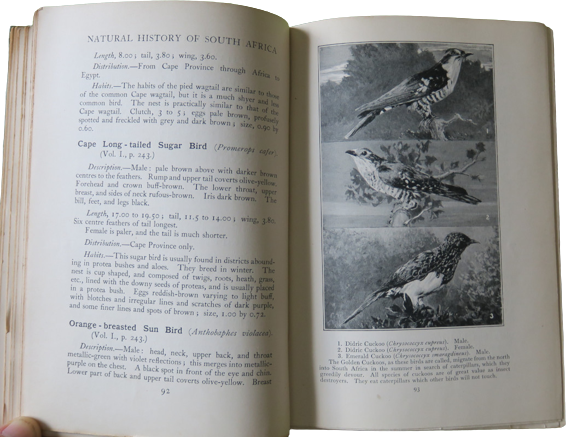 NATURAL HISTORY OF SOUTH AFRICA
Length, 8.00; tail, 3.80; wing, 3.60.
Distribution.—From Cape Province through Africa to
Egypt.
Habits.—The habits of the pied wagtail are similar to those
of the common Cape wagtail, but it is a much shyer and less
common bird. The nest is practically similar to that of the
Cape wagtail. Clutch, 3 to 5; eggs pale brown, profusely
spotted and freckled with grey and dark brown; size, 0.90 by
0.60.
Cape Long-tailed Sugar Bird (Promerops cafer)
(Vol. I., p. 243.)
Description.—Male: pale brown above with darker brown
centres to the feathers. Rump and upper tail coverts olive-yellow.
Forehead and crown buff-brown. The lower throat, upper
breast, and sides of neck rufous-brown. Iris dark brown. The
bill, feet, and legs black.
Length, 17.00 to 19.50; tail, 11.5 to 14.00; wing, 3.80.
Six centre feathers of tail longest.
Female is paler, and the tail is much shorter.
Distribution.—Cape Province only.
Habits.—This sugar bird is usually found in districts abound-
ing in protea bushes and aloes. They breed in winter. The
nest is cup shaped, and composed of twigs, roots, heath, grass,
etc., lined with the downy seeds of proteas, and is usually placed
in a protea bush. Eggs reddish-brown varying to light buff,
with blotches and irregular lines and scratches of dark purple,
and some finer lines and spots of brown; size, 1.00 by 0.72.
Orange-breasted Sun Bird (Anthobaphes violacea)
(Vol. I., p. 243.)
Description.—Male: head, neck, upper back, and throat
metallic-green with violet reflections; this merges into metallic-
purple on the chest. A black spot in front of the eye and chin.
Lower part of back and upper tail coverts olive-yellow. Breast
92
1
2
3
1. Didric Cuckoo (Chrysococcyx cupreus). Male.
2. Didric Cuckoo (Chrysococcyx cupreus). Female.
3. Emerald Cuckoo (Chrysococcyx smaragdineus). Male.
The Golden Cuckoos, as these birds are called, migrate from the north
into South Africa in the summer in search of caterpillars, which they
greedily devour. All species of cuckoos are of great value as insect
destroyers. They eat caterpillars which other birds will not touch.